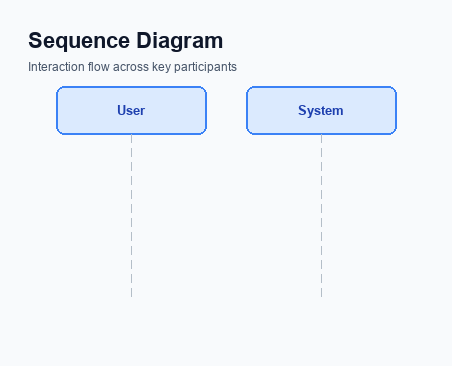 Sequence Diagram
Interaction flow across key participants
User
System